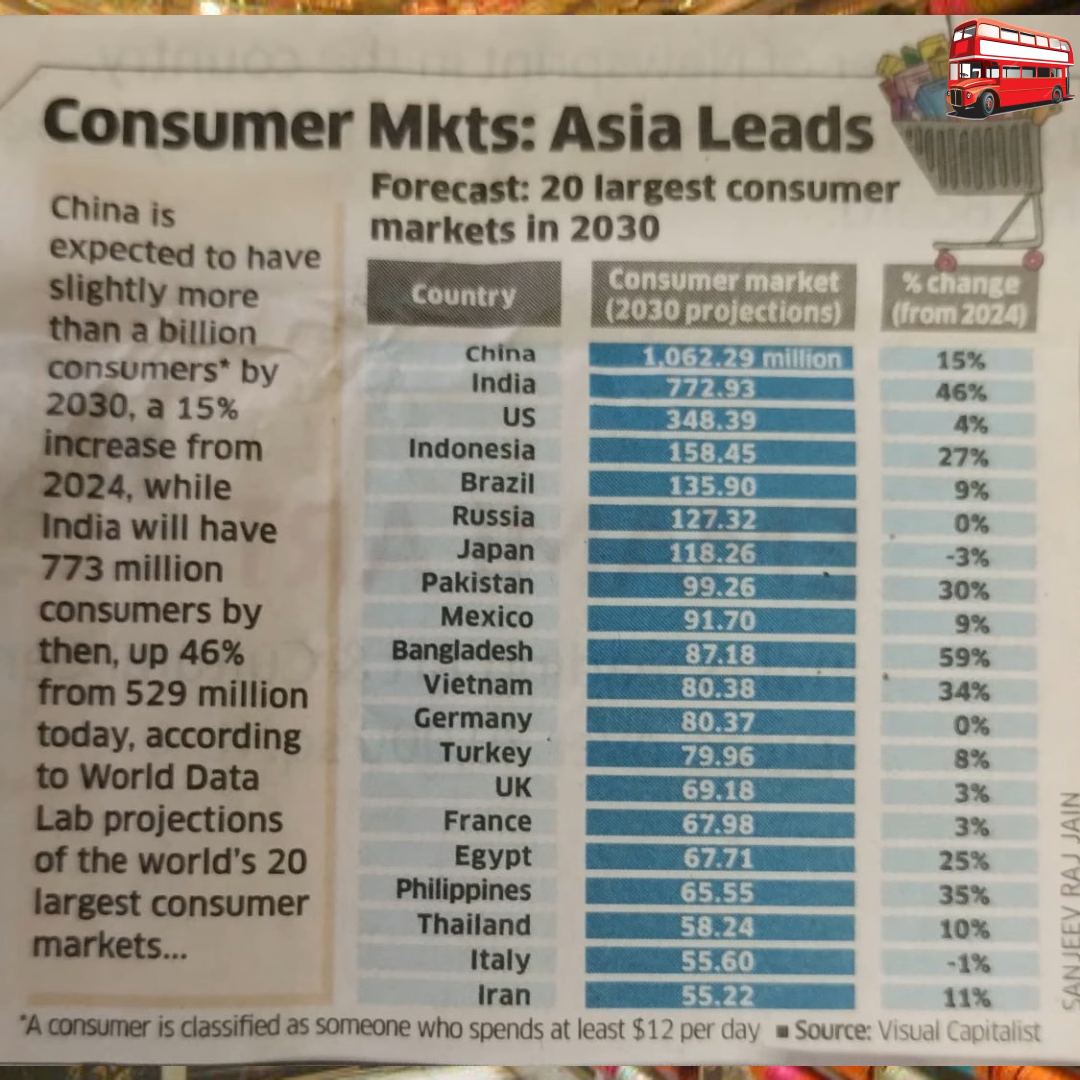 Consumer Mkts: Asia Leads
China is
expected to have
slightly more
than a billion
consumers* by
2030, a 15%
increase from
2024, while
India will have
773 million
consumers by
then, up 46%
from 529 million
today, according
to World Data
Lab projections
of the world's 20
largest consumer
markets...
Forecast: 20 largest consumer
markets in 2030
Country Consumer market (2030 projections) % change (from 2024)
China 1,062.29 million 15%
India 772.93 46%
US 348.39 4%
Indonesia 158.45 27%
Brazil 135.90 9%
Russia 127.32 0%
Japan 118.26 -3%
Pakistan 99.26 30%
Mexico 91.70 9%
Bangladesh 87.18 59%
Vietnam 80.38 34%
Germany 80.37 0%
Turkey 79.96 8%
UK 69.18 3%
France 67.98 3%
Egypt 67.71 25%
Philippines 65.55 35%
Thailand 58.24 10%
Italy 55.60 -1%
Iran 55.22 11%
*A consumer is classified as someone who spends at least $12 per day ■ Source: Visual Capitalist
SANJEEV RAJ JAIN